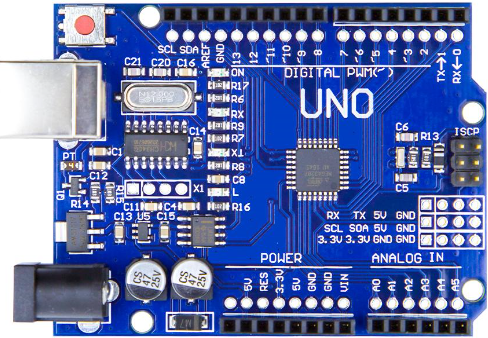 SCL
SDA
AREF
GND
13
12
~11
~10
~9
8
7
~6
~5
4
~3
2
TX→1
RX←0
DIGITAL PWM(~)
UNO
C21 C20 C16
ON
R17
R6
RX
R9
R7
X1
R8
C8
L
R16
C14
PT
C1
C12
Q1
R14
R15
X1
C11
C4
C13
U5
C15
C6
R13
ISCP
C5
RX TX 5V GND
SCL SDA 5V GND
3.3V 3.3V GND GND
POWER
ANALOG IN
5V
RES
3.3V
5V
GND
GND
VIN
A0
A1
A2
A3
A4
A5
CS
47
25V
CS
47
25V
M7